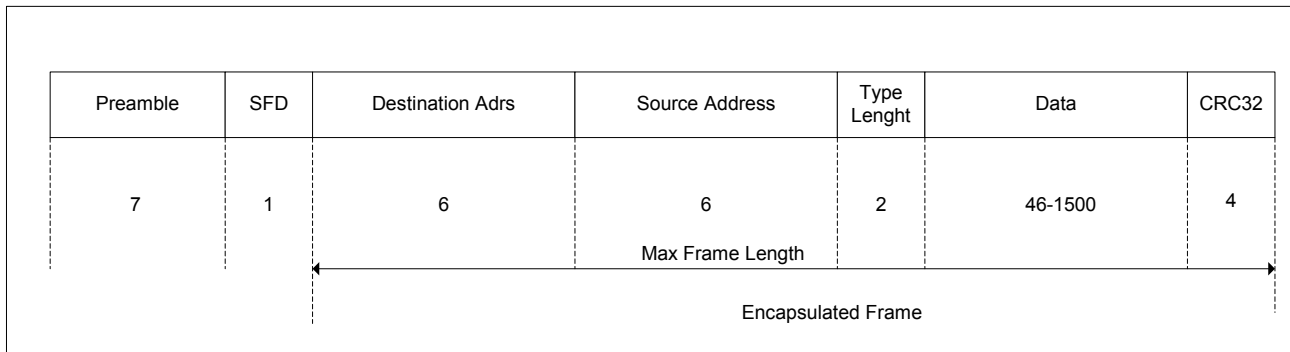 Preamble
SFD
Destination Adrs
Source Address
Type
Lenght
Data
CRC32
7
1
6
6
2
46-1500
4
Max Frame Length
Encapsulated Frame